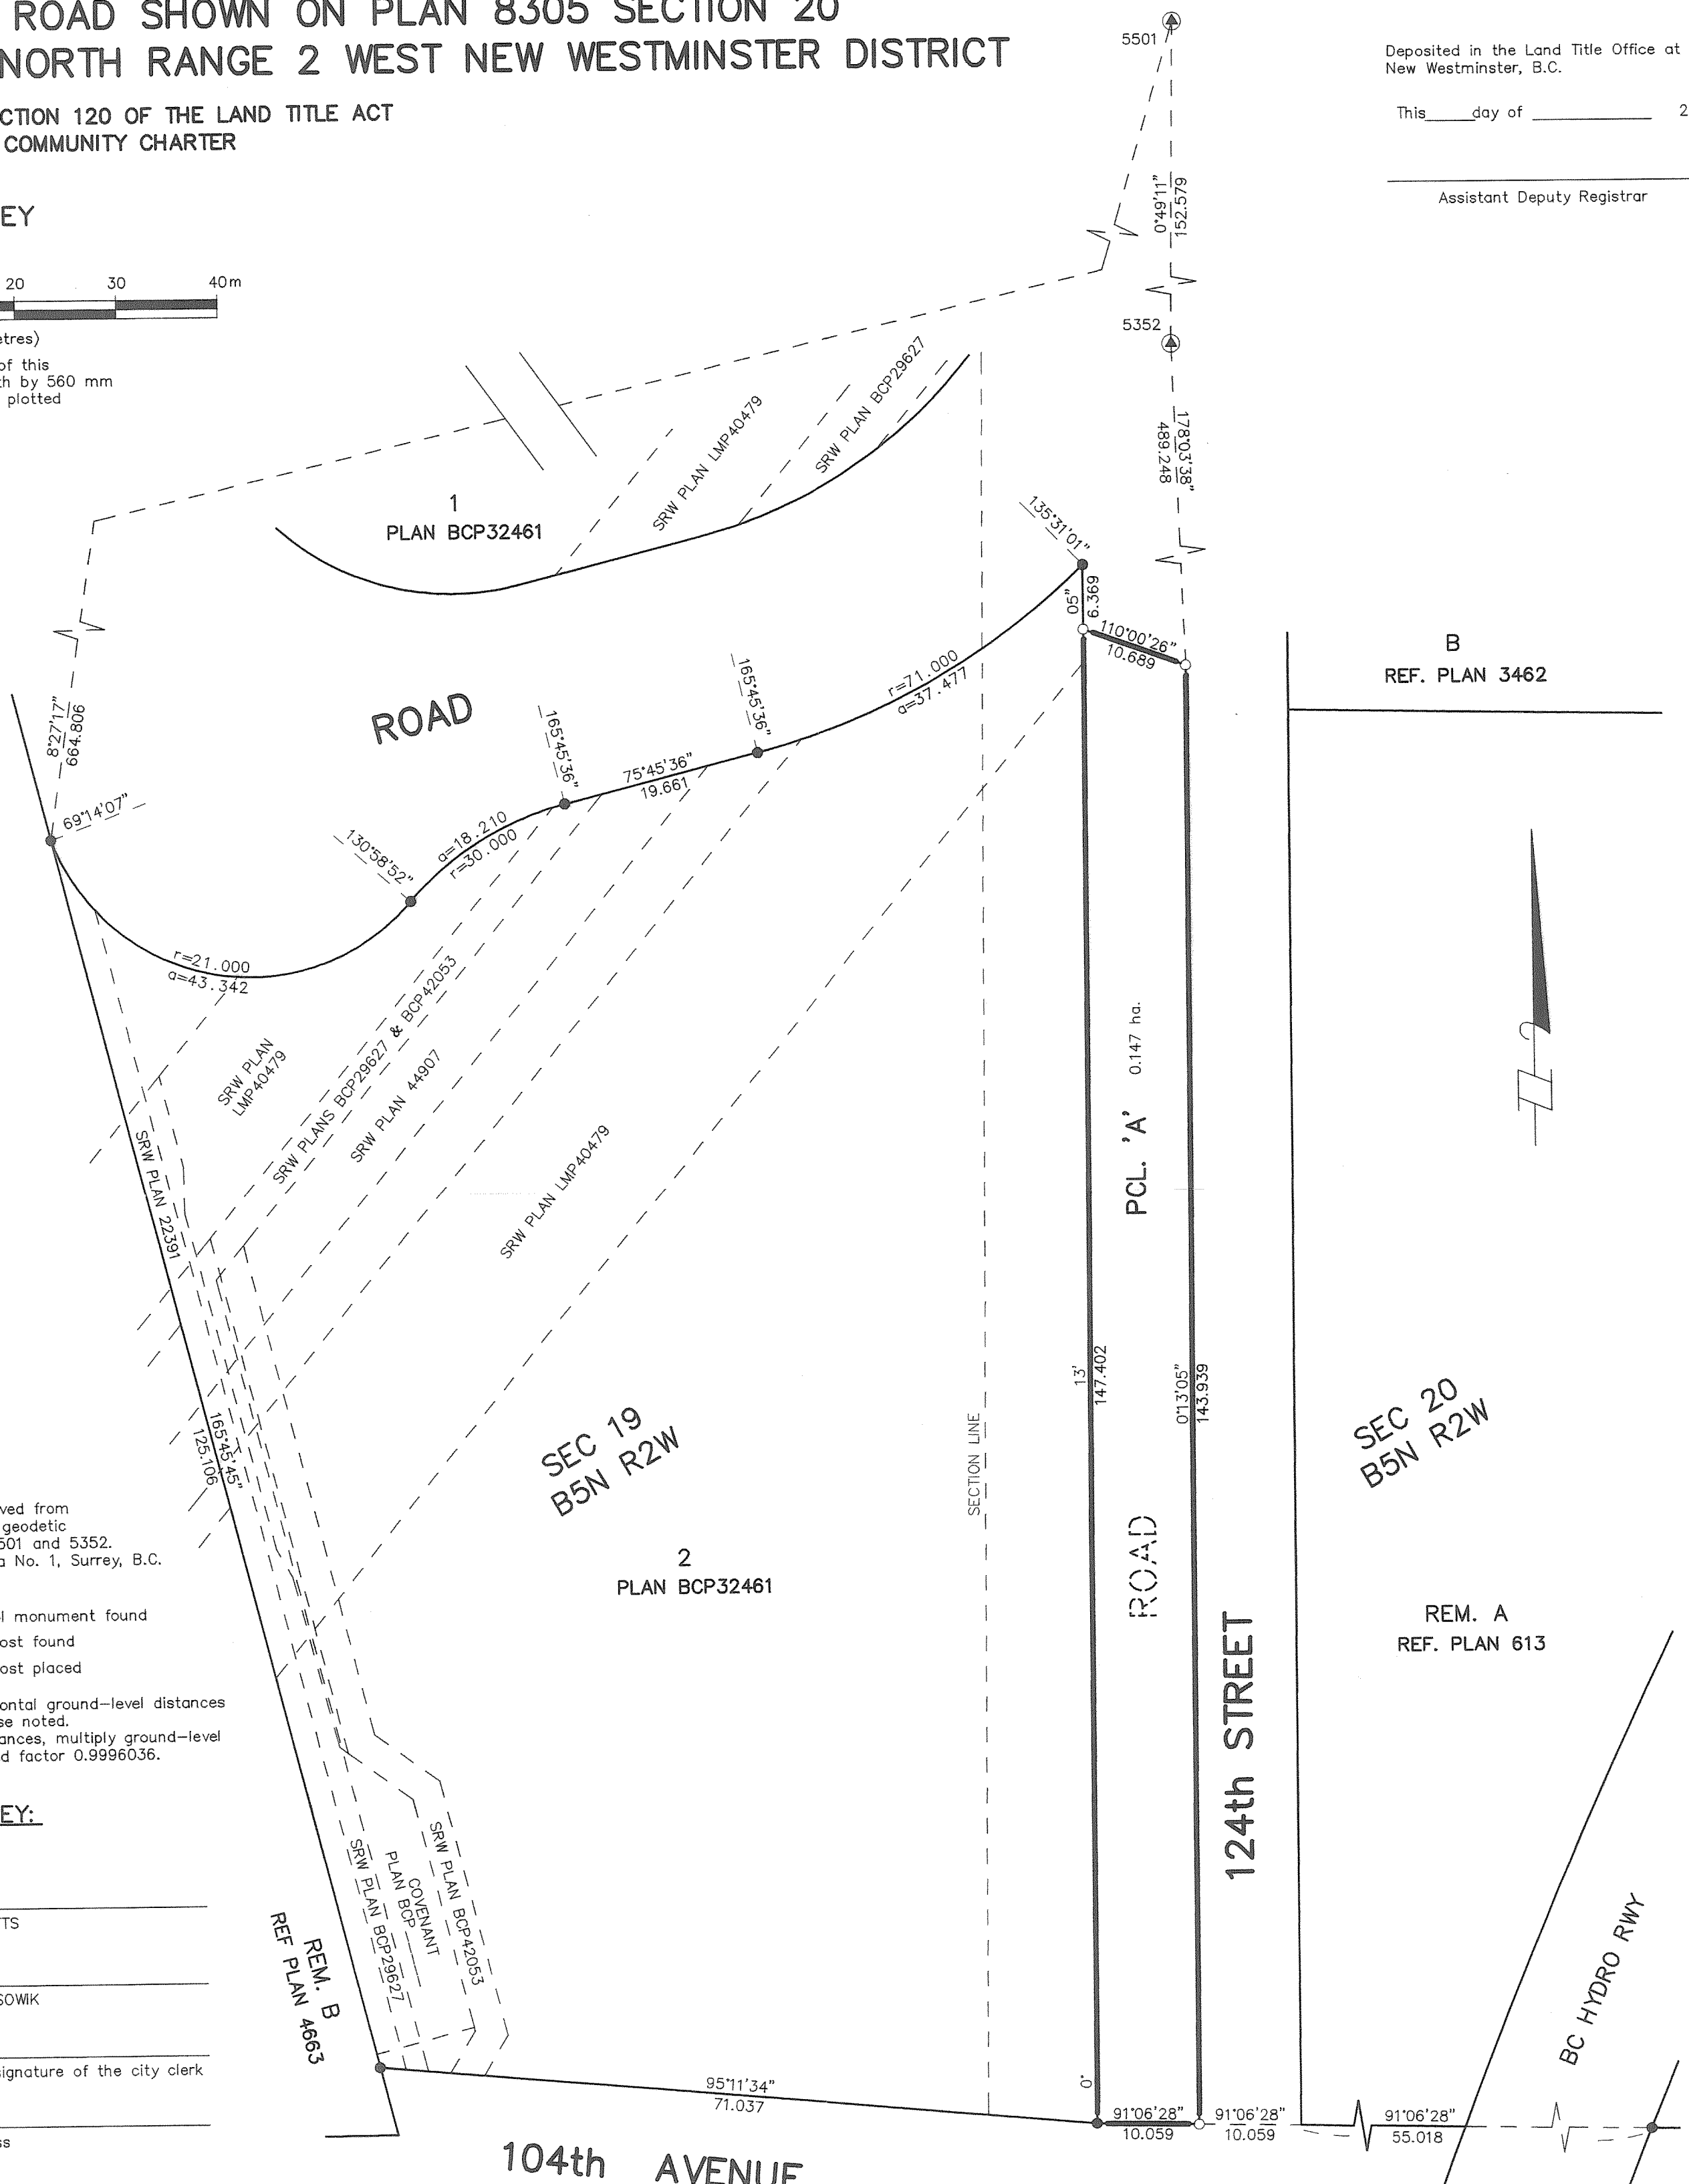 ROAD SHOWN ON PLAN 8305 SECTION 20
NORTH RANGE 2 WEST NEW WESTMINSTER DISTRICT
CTION 120 OF THE LAND TITLE ACT
COMMUNITY CHARTER
EY
20 30 40m
etres)
of this
th by 560 mm
plotted
Deposited in the Land Title Office at
New Westminster, B.C.
This_____day of ____________ 2
Assistant Deputy Registrar
5501
0°49'11"
152.579
5352
178°03'38"
489.248
SRW PLAN LMP40479
SRW PLAN BCP29627
1
PLAN BCP32461
135°31'01"
05"
6.369
110°00'26"
10.689
B
REF. PLAN 3462
ROAD
8°27'17"
664.806
69°14'07"
130°58'52"
165°45'36"
165°45'36"
a=18.210
r=30.000
75°45'36"
19.661
r=71.000
a=37.477
r=21.000
a=43.342
SRW PLAN
LMP40479
SRW PLANS BCP29627 & BCP42053
SRW PLAN 44907
SRW PLAN LMP40479
SRW PLAN 22391
165°45'45"
125.106
PCL. 'A' 0.147 ha.
13'
147.402
0°13'05"
143.939
SEC 19
B5N R2W
SECTION LINE
SEC 20
B5N R2W
2
PLAN BCP32461
ROAD
124th STREET
REM. A
REF. PLAN 613
ved from
geodetic
501 and 5352.
a No. 1, Surrey, B.C.
l monument found
ost found
ost placed
ontal ground-level distances
se noted.
ances, multiply ground-level
d factor 0.9996036.
EY:
TTS
SOWIK
signature of the city clerk
ss
SRW PLAN BCP29627
COVENANT
PLAN BCP______
SRW PLAN BCP42053
REM. B
REF PLAN 4663
BC HYDRO RWY
95°11'34"
71.037
0°
91°06'28"
10.059
91°06'28"
10.059
91°06'28"
55.018
104th AVENUE